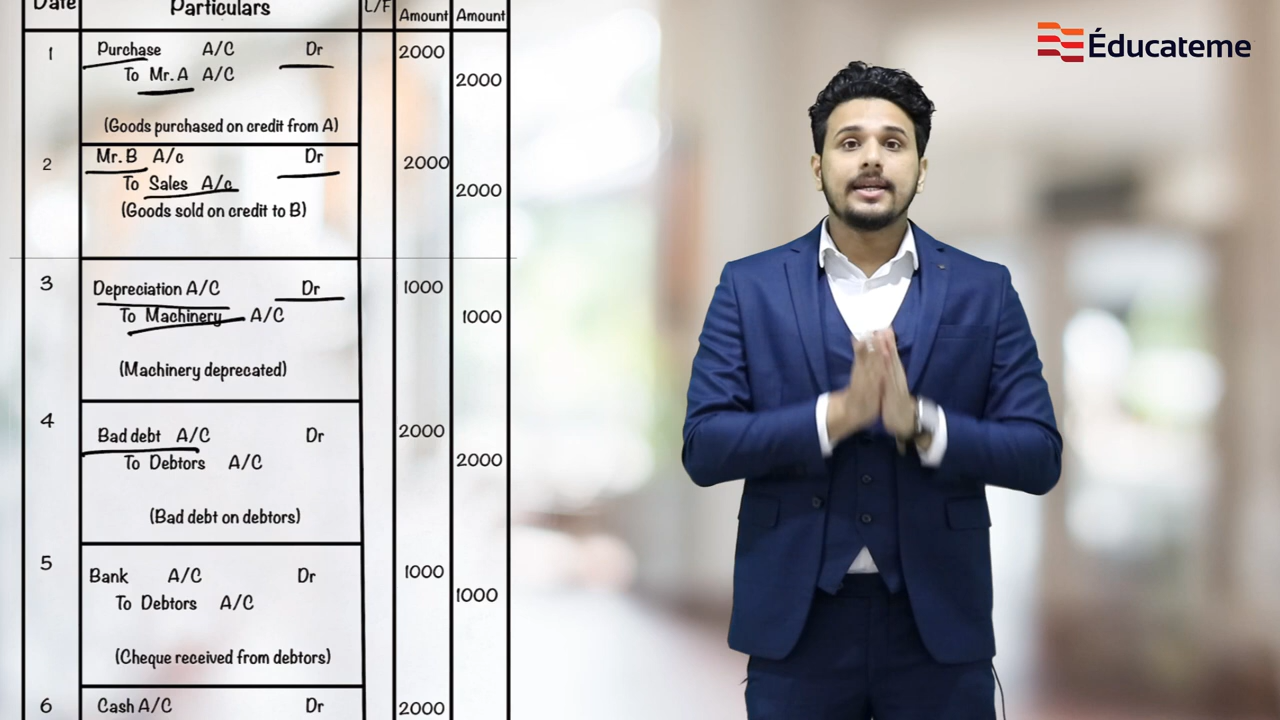 Date Particulars L/F Amount Amount
1 Purchase A/C Dr 2000
To Mr. A A/C 2000
(Goods purchased on credit from A)
2 Mr. B A/c Dr 2000
To Sales A/c 2000
(Goods sold on credit to B)
3 Depreciation A/C Dr 1000
To Machinery A/C 1000
(Machinery deprecated)
4 Bad debt A/C Dr 2000
To Debtors A/C 2000
(Bad debt on debtors)
5 Bank A/C Dr 1000
To Debtors A/C 1000
(Cheque received from debtors)
6 Cash A/C Dr 2000
Éducateme